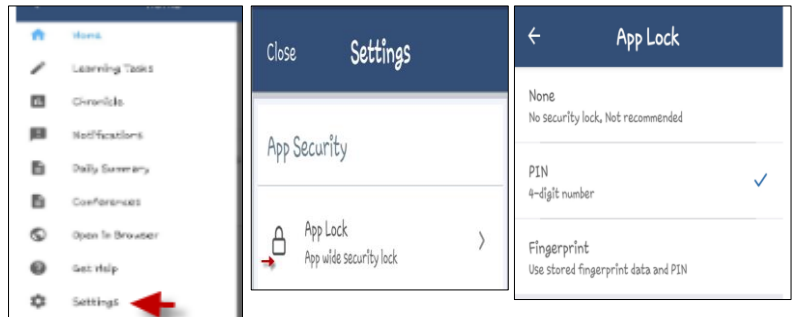 Home
Learning Tasks
Chronicle
Notifications
Daily Summary
Conferences
Open in Browser
Get Help
Settings
Close Settings
App Security
App Lock
App wide security lock
App Lock
None
No security lock, Not recommended
PIN
4-digit number
Fingerprint
Use stored fingerprint data and PIN